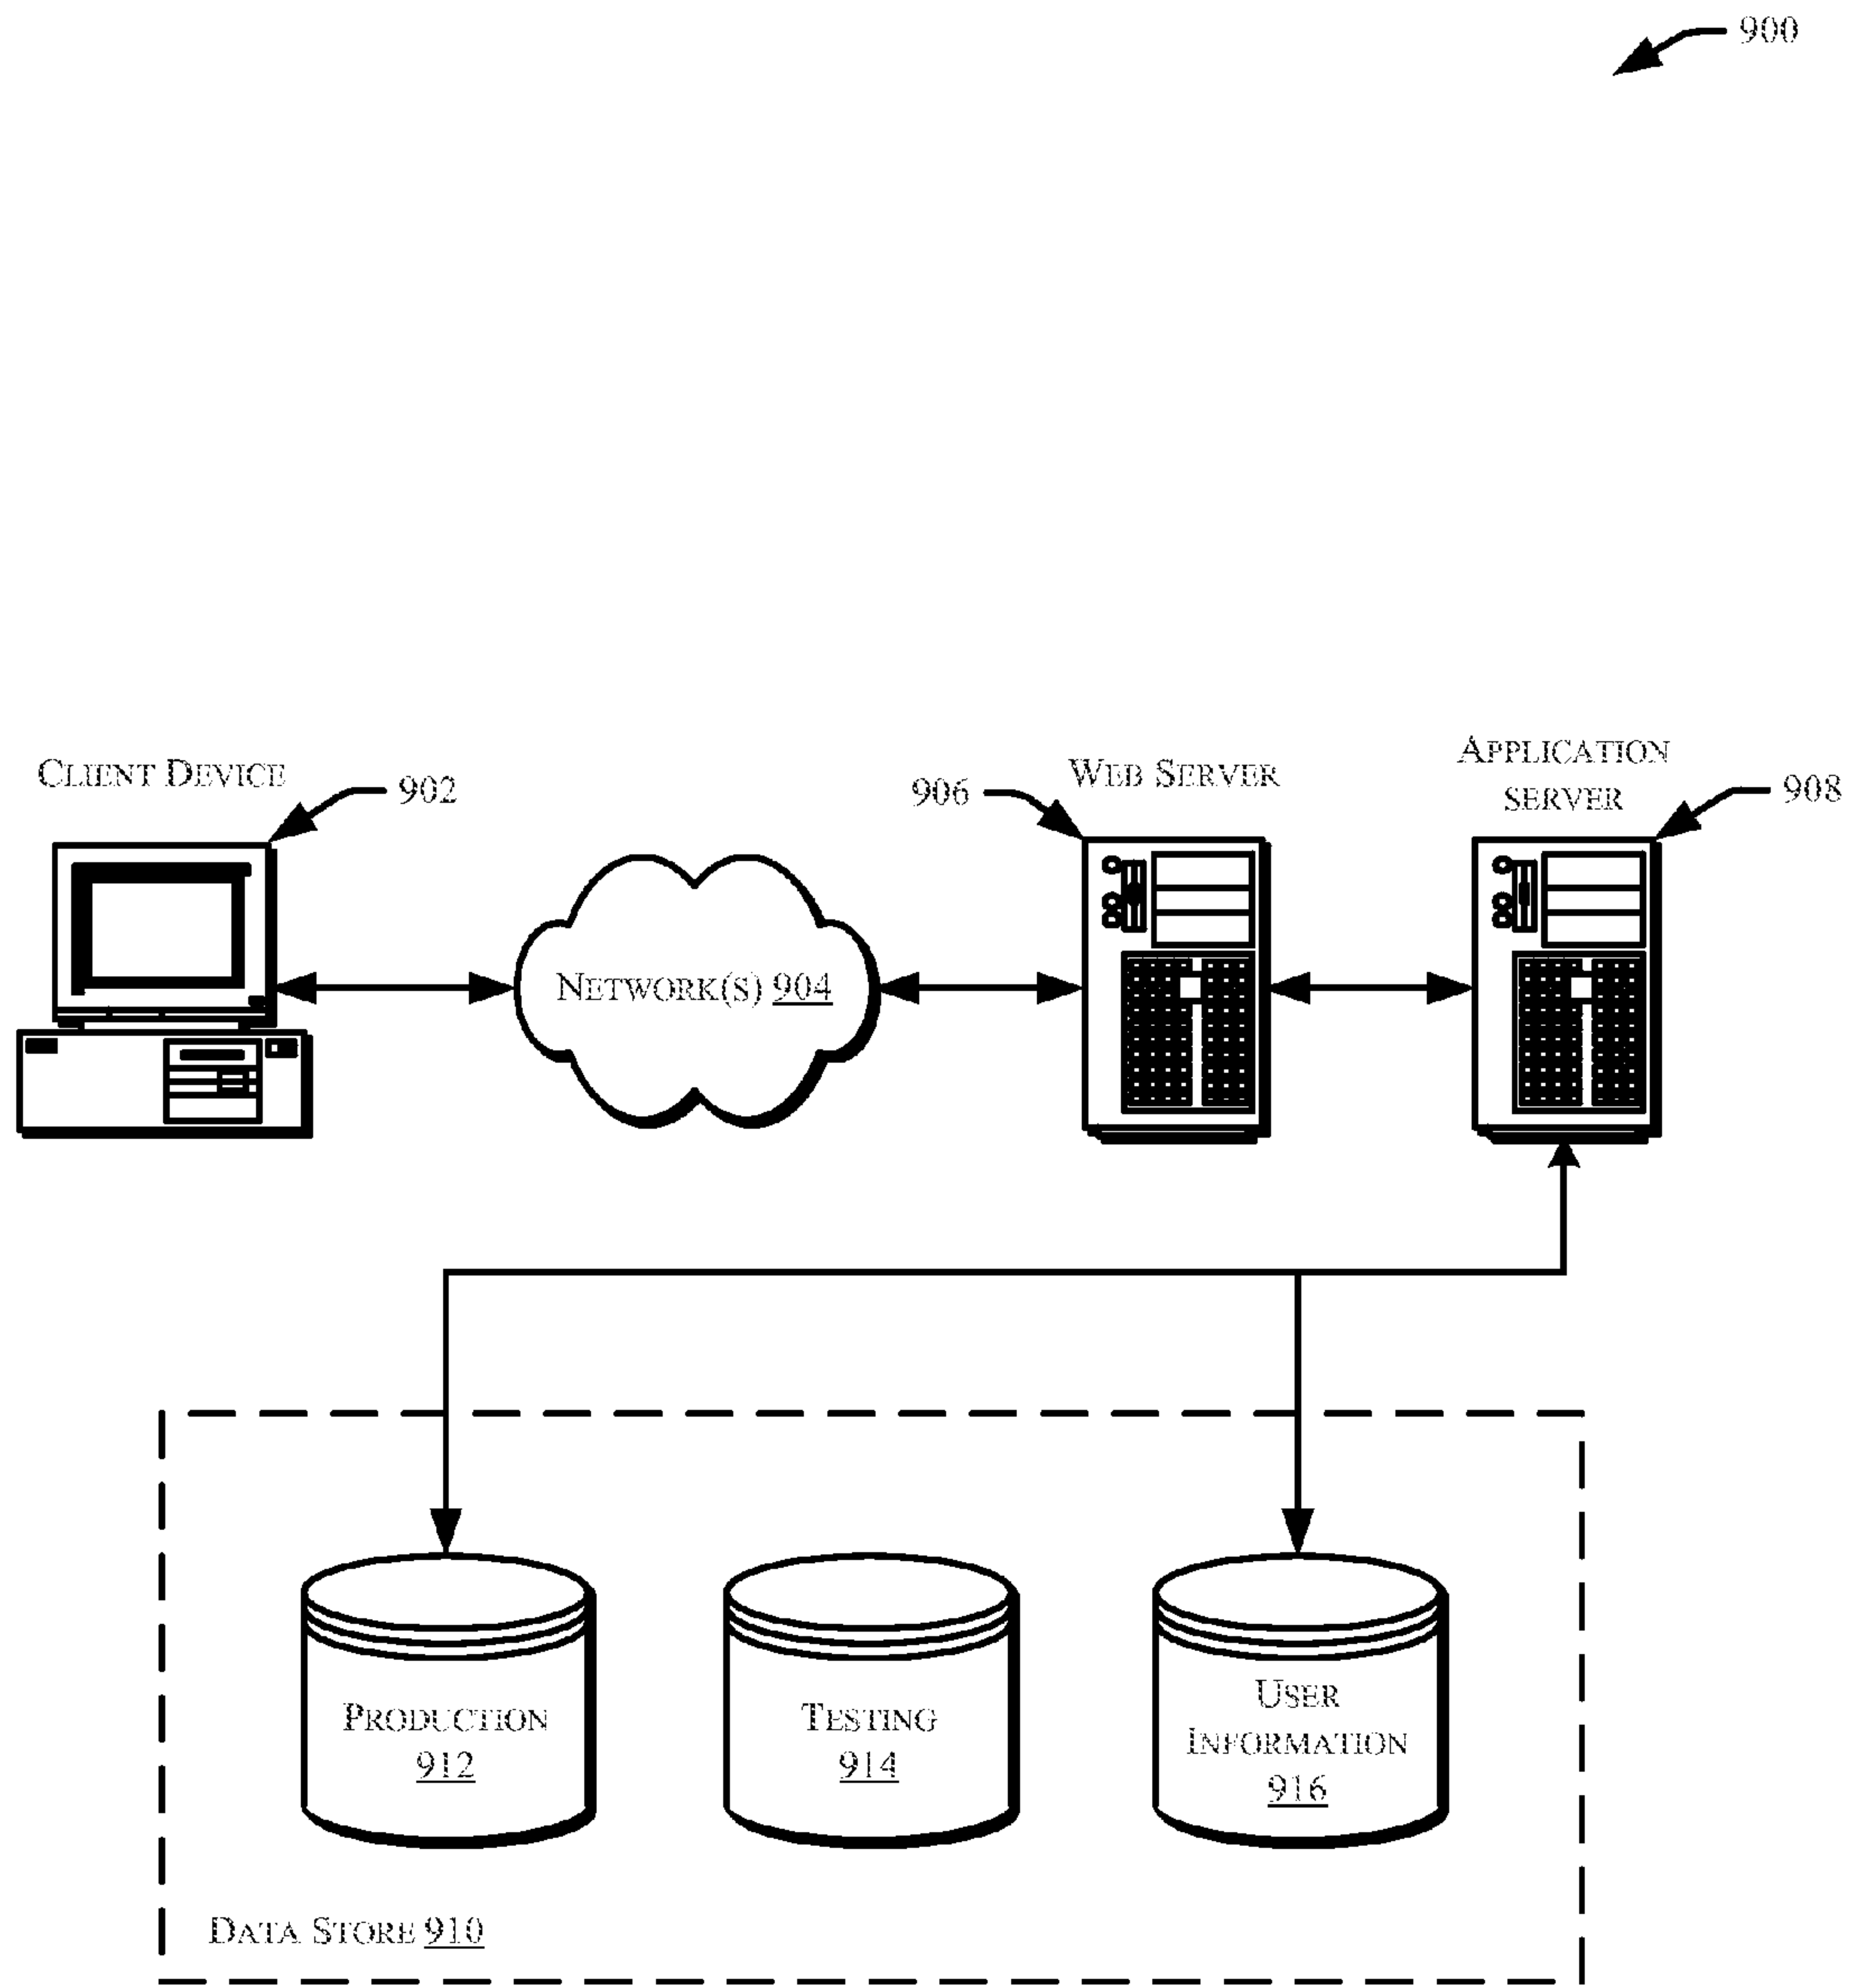 900
CLIENT DEVICE
902
906
WEB SERVER
APPLICATION
SERVER
908
NETWORK(S) 904
PRODUCTION
912
TESTING
914
USER
INFORMATION
916
DATA STORE 910